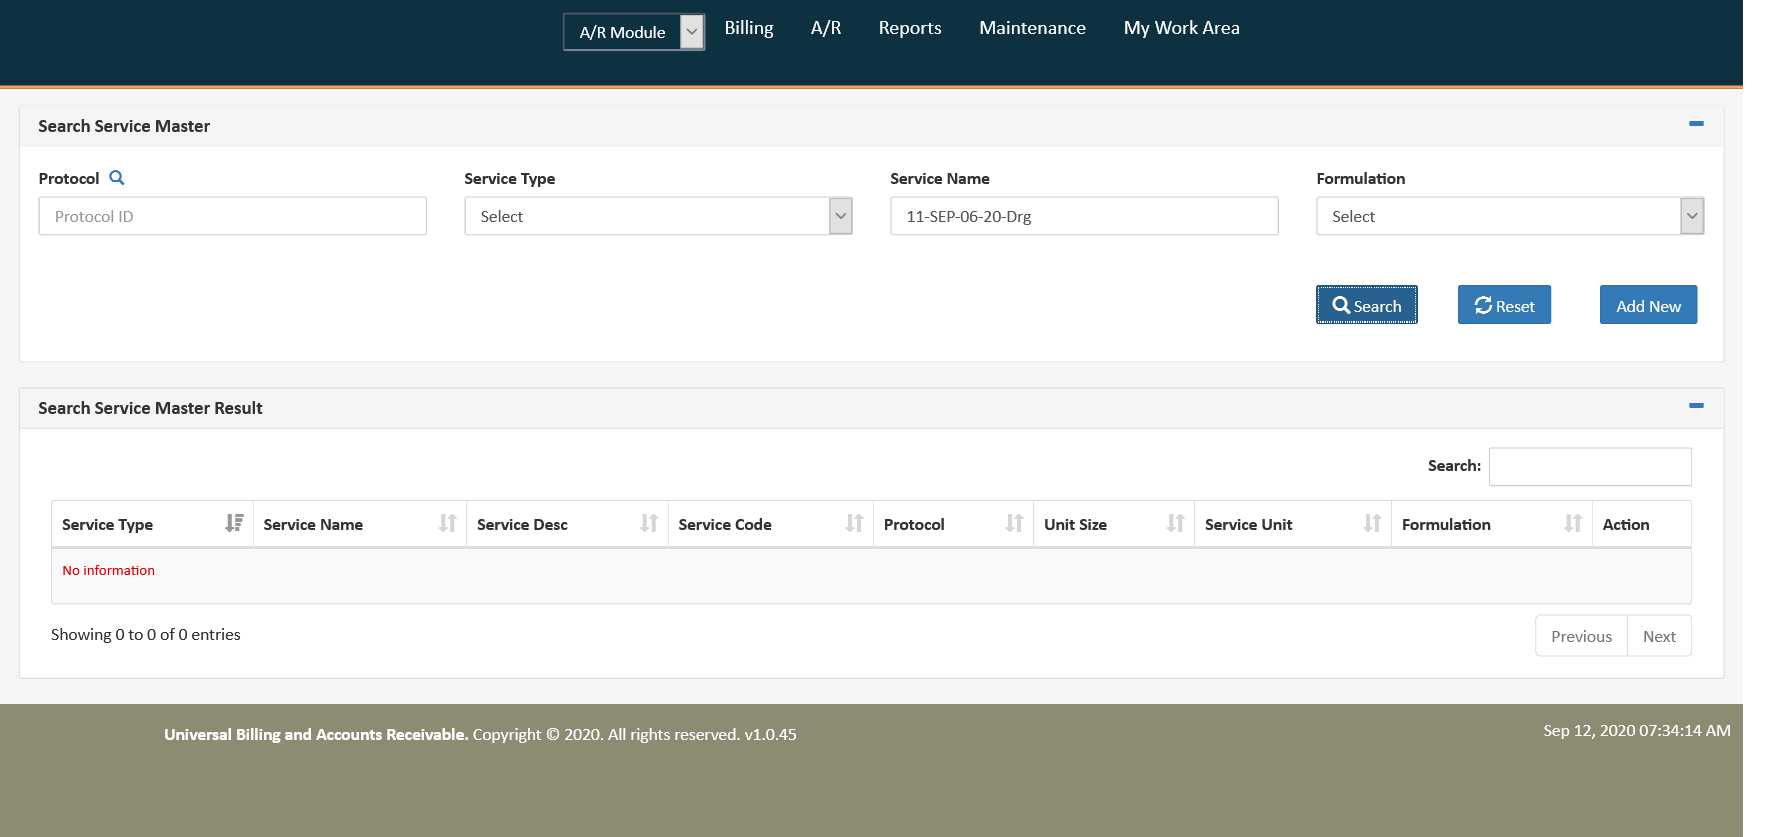 A/R Module Billing A/R Reports Maintenance My Work Area
Search Service Master
Protocol Service Type Service Name Formulation
Protocol ID Select 11-SEP-06-20-Drg Select
Search Reset Add New
Search Service Master Result
Search:
Service Type Service Name Service Desc Service Code Protocol Unit Size Service Unit Formulation Action
No information
Showing 0 to 0 of 0 entries
Previous Next
Universal Billing and Accounts Receivable. Copyright © 2020. All rights reserved. v1.0.45
Sep 12, 2020 07:34:14 AM